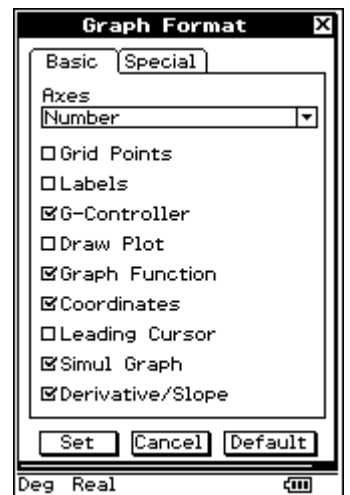 Graph Format
Basic Special
Axes
Number
Grid Points
Labels
G-Controller
Draw Plot
Graph Function
Coordinates
Leading Cursor
Simul Graph
Derivative/Slope
Set Cancel Default
Deg Real